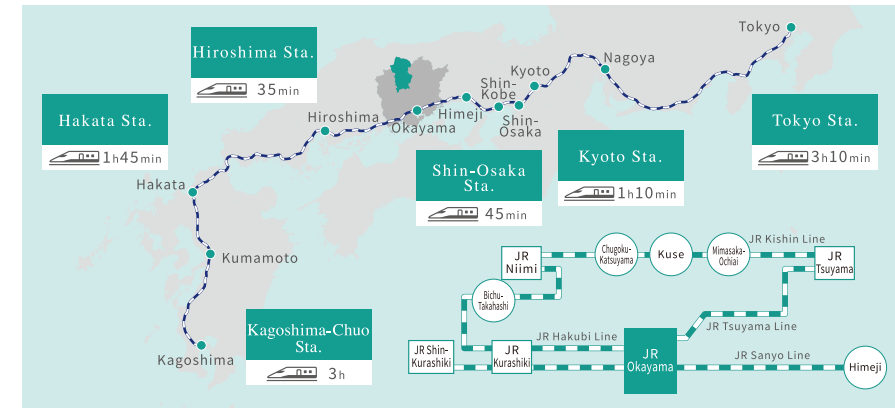 Tokyo
Hiroshima Sta.
35min
Nagoya
Kyoto
Shin-
Kobe
Himeji
Shin-
Osaka
Okayama
Hiroshima
Hakata Sta.
1h45min
Tokyo Sta.
3h10min
Kyoto Sta.
1h10min
Shin-Osaka
Sta.
45min
Hakata
Kumamoto
Kagoshima
Kagoshima-Chuo
Sta.
3h
JR
Niimi
Chugoku-
Katsuyama
Kuse
Mimasaka-
Ochiai
JR Kishin Line
JR
Tsuyama
Bichu-
Takahashi
JR Tsuyama Line
JR Hakubi Line
JR Shin-
Kurashiki
JR
Kurashiki
JR
Okayama
JR Sanyo Line
Himeji